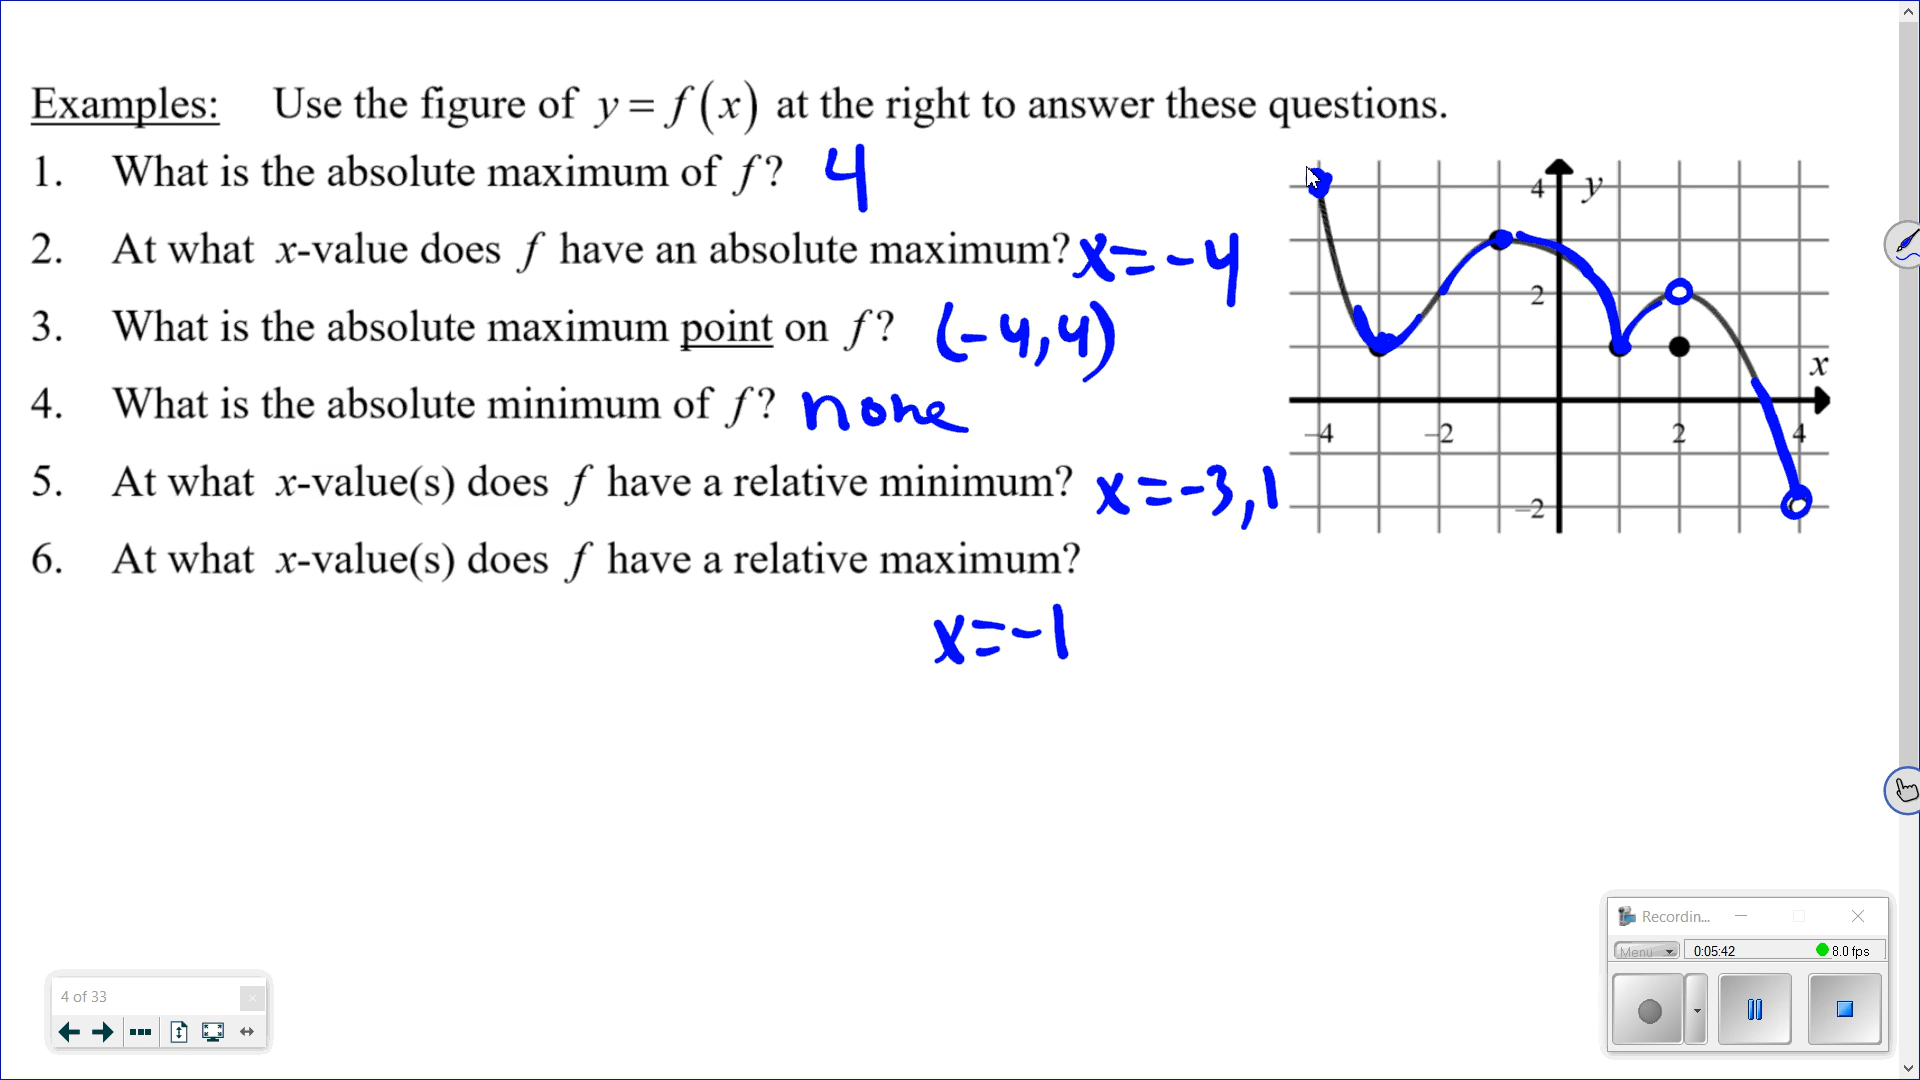 Examples: Use the figure of y = f(x) at the right to answer these questions.
1. What is the absolute maximum of f? 4
2. At what x-value does f have an absolute maximum? x=-4
3. What is the absolute maximum point on f? (-4,4)
4. What is the absolute minimum of f? none
5. At what x-value(s) does f have a relative minimum? x=-3,1
6. At what x-value(s) does f have a relative maximum?
x=-1
4 y
2
x
-4 -2 2 4
-2
Recordin...
Menu 0:05:42 8.0 fps
4 of 33